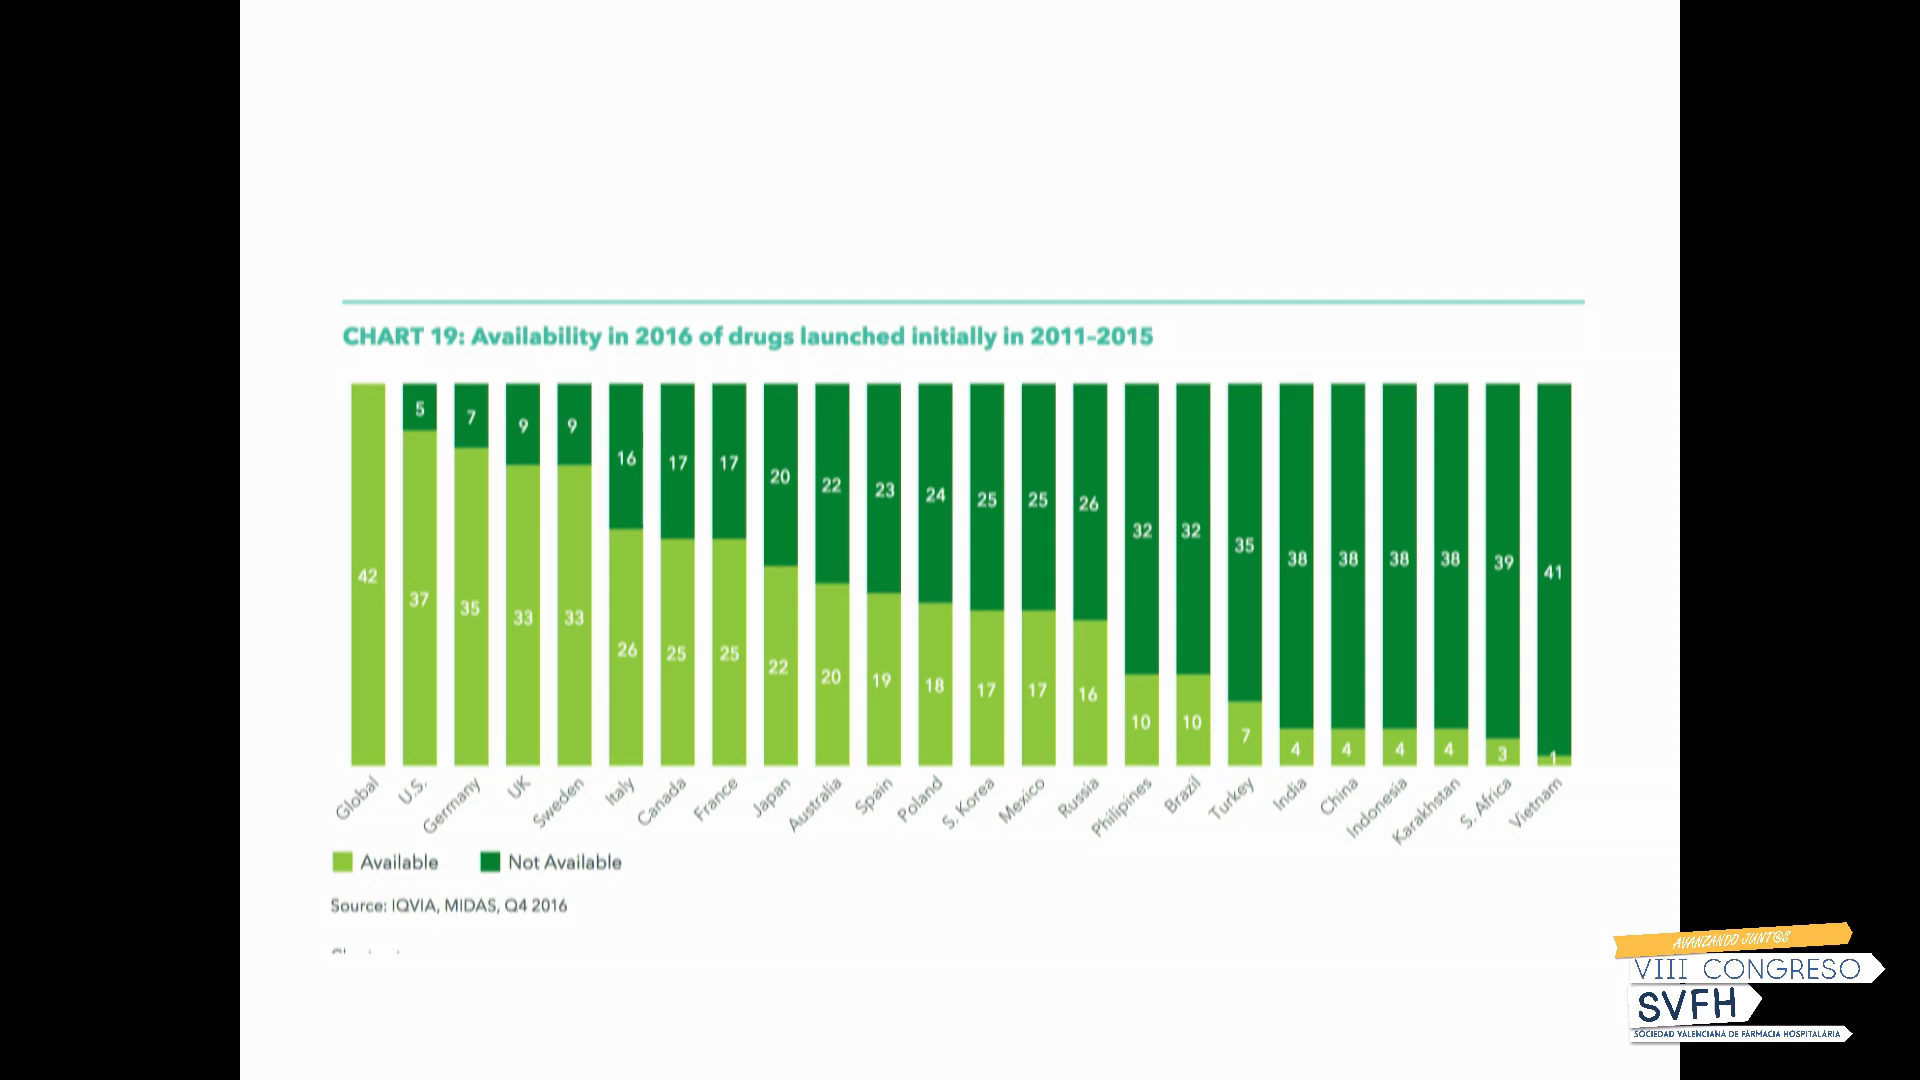 CHART 19: Availability in 2016 of drugs launched initially in 2011–2015
5 7 9 9 16 17 17 20 22 23 24 25 25 26 32 32 35 38 38 38 38 39 41
42 37 35 33 33 26 25 25 22 20 19 18 17 17 16 10 10 7 4 4 4 4 3 1
Global U.S. Germany UK Sweden Italy Canada France Japan Australia Spain Poland S. Korea Mexico Russia Philipines Brazil Turkey India China Indonesia Karakhstan S. Africa Vietnam
Available Not Available
Source: IQVIA, MIDAS, Q4 2016
AVANZANDO JUNT@S
VIII CONGRESO
SVFH
SOCIEDAD VALENCIANA DE FARMACIA HOSPITALARIA